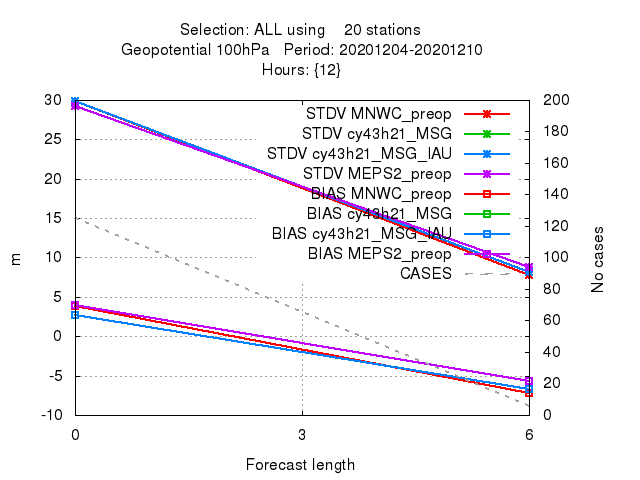 Selection: ALL using 20 stations
Geopotential 100hPa Period: 20201204-20201210
Hours: {12}
30
25
20
15
10
5
0
-5
-10
m
200
180
160
140
120
100
80
60
40
20
0
No cases
STDV MNWC_preop
STDV cy43h21_MSG
STDV cy43h21_MSG_IAU
STDV MEPS2_preop
BIAS MNWC_preop
BIAS cy43h21_MSG
BIAS cy43h21_MSG_IAU
BIAS MEPS2_preop
CASES
0
3
6
Forecast length